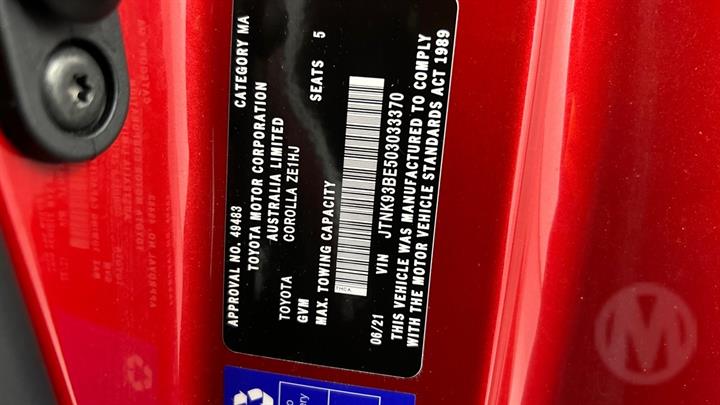 APPROVAL NO. 49483 CATEGORY MA
TOYOTA MOTOR CORPORATION
AUSTRALIA LIMITED
TOYOTA COROLLA ZE1HJ
GVM SEATS 5
MAX. TOWING CAPACITY
TMCA
06/21 VIN JTNK93BE503033370
THIS VEHICLE WAS MANUFACTURED TO COMPLY
WITH THE MOTOR VEHICLE STANDARDS ACT 1989
M